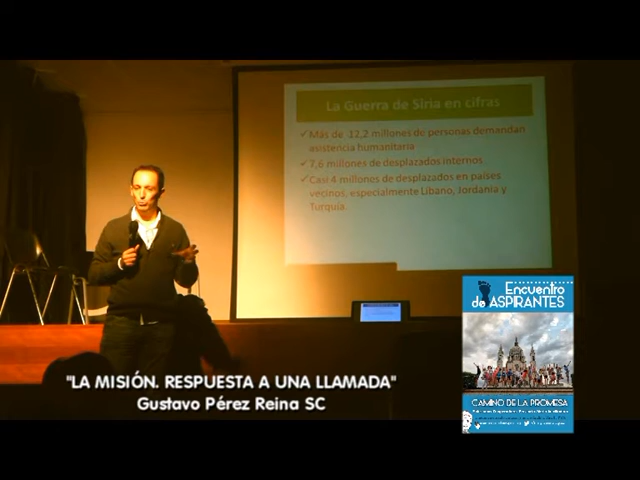 La Guerra de Siria en cifras
Más de 12,2 millones de personas demandan
asistencia humanitaria
7,6 millones de desplazados internos.
Casi 4 millones de desplazados en países
vecinos, especialmente Líbano, Jordania y
Turquía.
Encuentro
de ASPIRANTES
CAMINO DE LA PROMESA
"LA MISIÓN. RESPUESTA A UNA LLAMADA"
Gustavo Pérez Reina SC